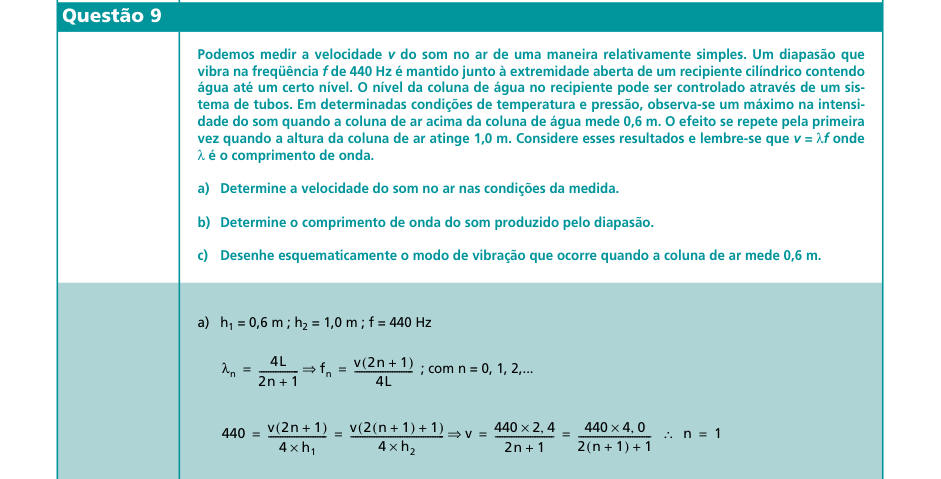 Questão 9
Podemos medir a velocidade v do som no ar de uma maneira relativamente simples. Um diapasão que
vibra na freqüência f de 440 Hz é mantido junto à extremidade aberta de um recipiente cilíndrico contendo
água até um certo nível. O nível da coluna de água no recipiente pode ser controlado através de um sis-
tema de tubos. Em determinadas condições de temperatura e pressão, observa-se um máximo na intensi-
dade do som quando a coluna de ar acima da coluna de água mede 0,6 m. O efeito se repete pela primeira
vez quando a altura da coluna de ar atinge 1,0 m. Considere esses resultados e lembre-se que v = λf onde
λ é o comprimento de onda.
a) Determine a velocidade do som no ar nas condições da medida.
b) Determine o comprimento de onda do som produzido pelo diapasão.
c) Desenhe esquematicamente o modo de vibração que ocorre quando a coluna de ar mede 0,6 m.
a) h₁ = 0,6 m ; h₂ = 1,0 m ; f = 440 Hz
λₙ = 4L / 2n + 1 ⇒ fₙ = v(2n + 1) / 4L ; com n = 0, 1, 2,...
440 = v(2n + 1) / 4 × h₁ = v(2(n + 1) + 1) / 4 × h₂ ⇒ v = 440 × 2, 4 / 2n + 1 = 440 × 4, 0 / 2(n + 1) + 1 ∴ n = 1